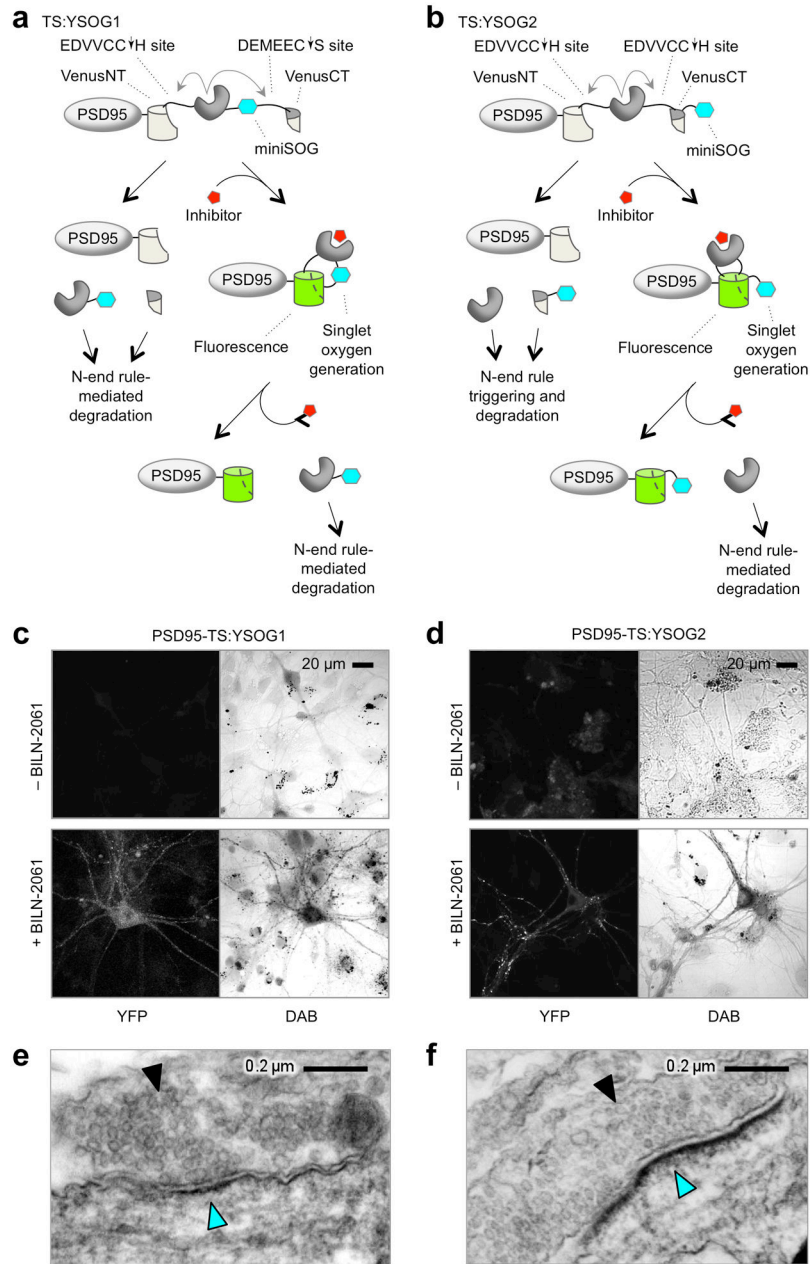 a
TS:YSOG1
EDVVCC H site
DEMEEC S site
VenusNT
VenusCT
PSD95
miniSOG
Inhibitor
PSD95
PSD95
Fluorescence
Singlet
oxygen
generation
N-end rule-
mediated
degradation
PSD95
N-end rule-
mediated
degradation
b
TS:YSOG2
EDVVCC H site
EDVVCC H site
VenusNT
VenusCT
PSD95
miniSOG
Inhibitor
PSD95
PSD95
Fluorescence
Singlet
oxygen
generation
N-end rule
triggering and
degradation
PSD95
N-end rule-
mediated
degradation
c
PSD95-TS:YSOG1
20 µm
– BILN-2061
+ BILN-2061
YFP
DAB
d
PSD95-TS:YSOG2
20 µm
– BILN-2061
+ BILN-2061
YFP
DAB
e
0.2 µm
f
0.2 µm